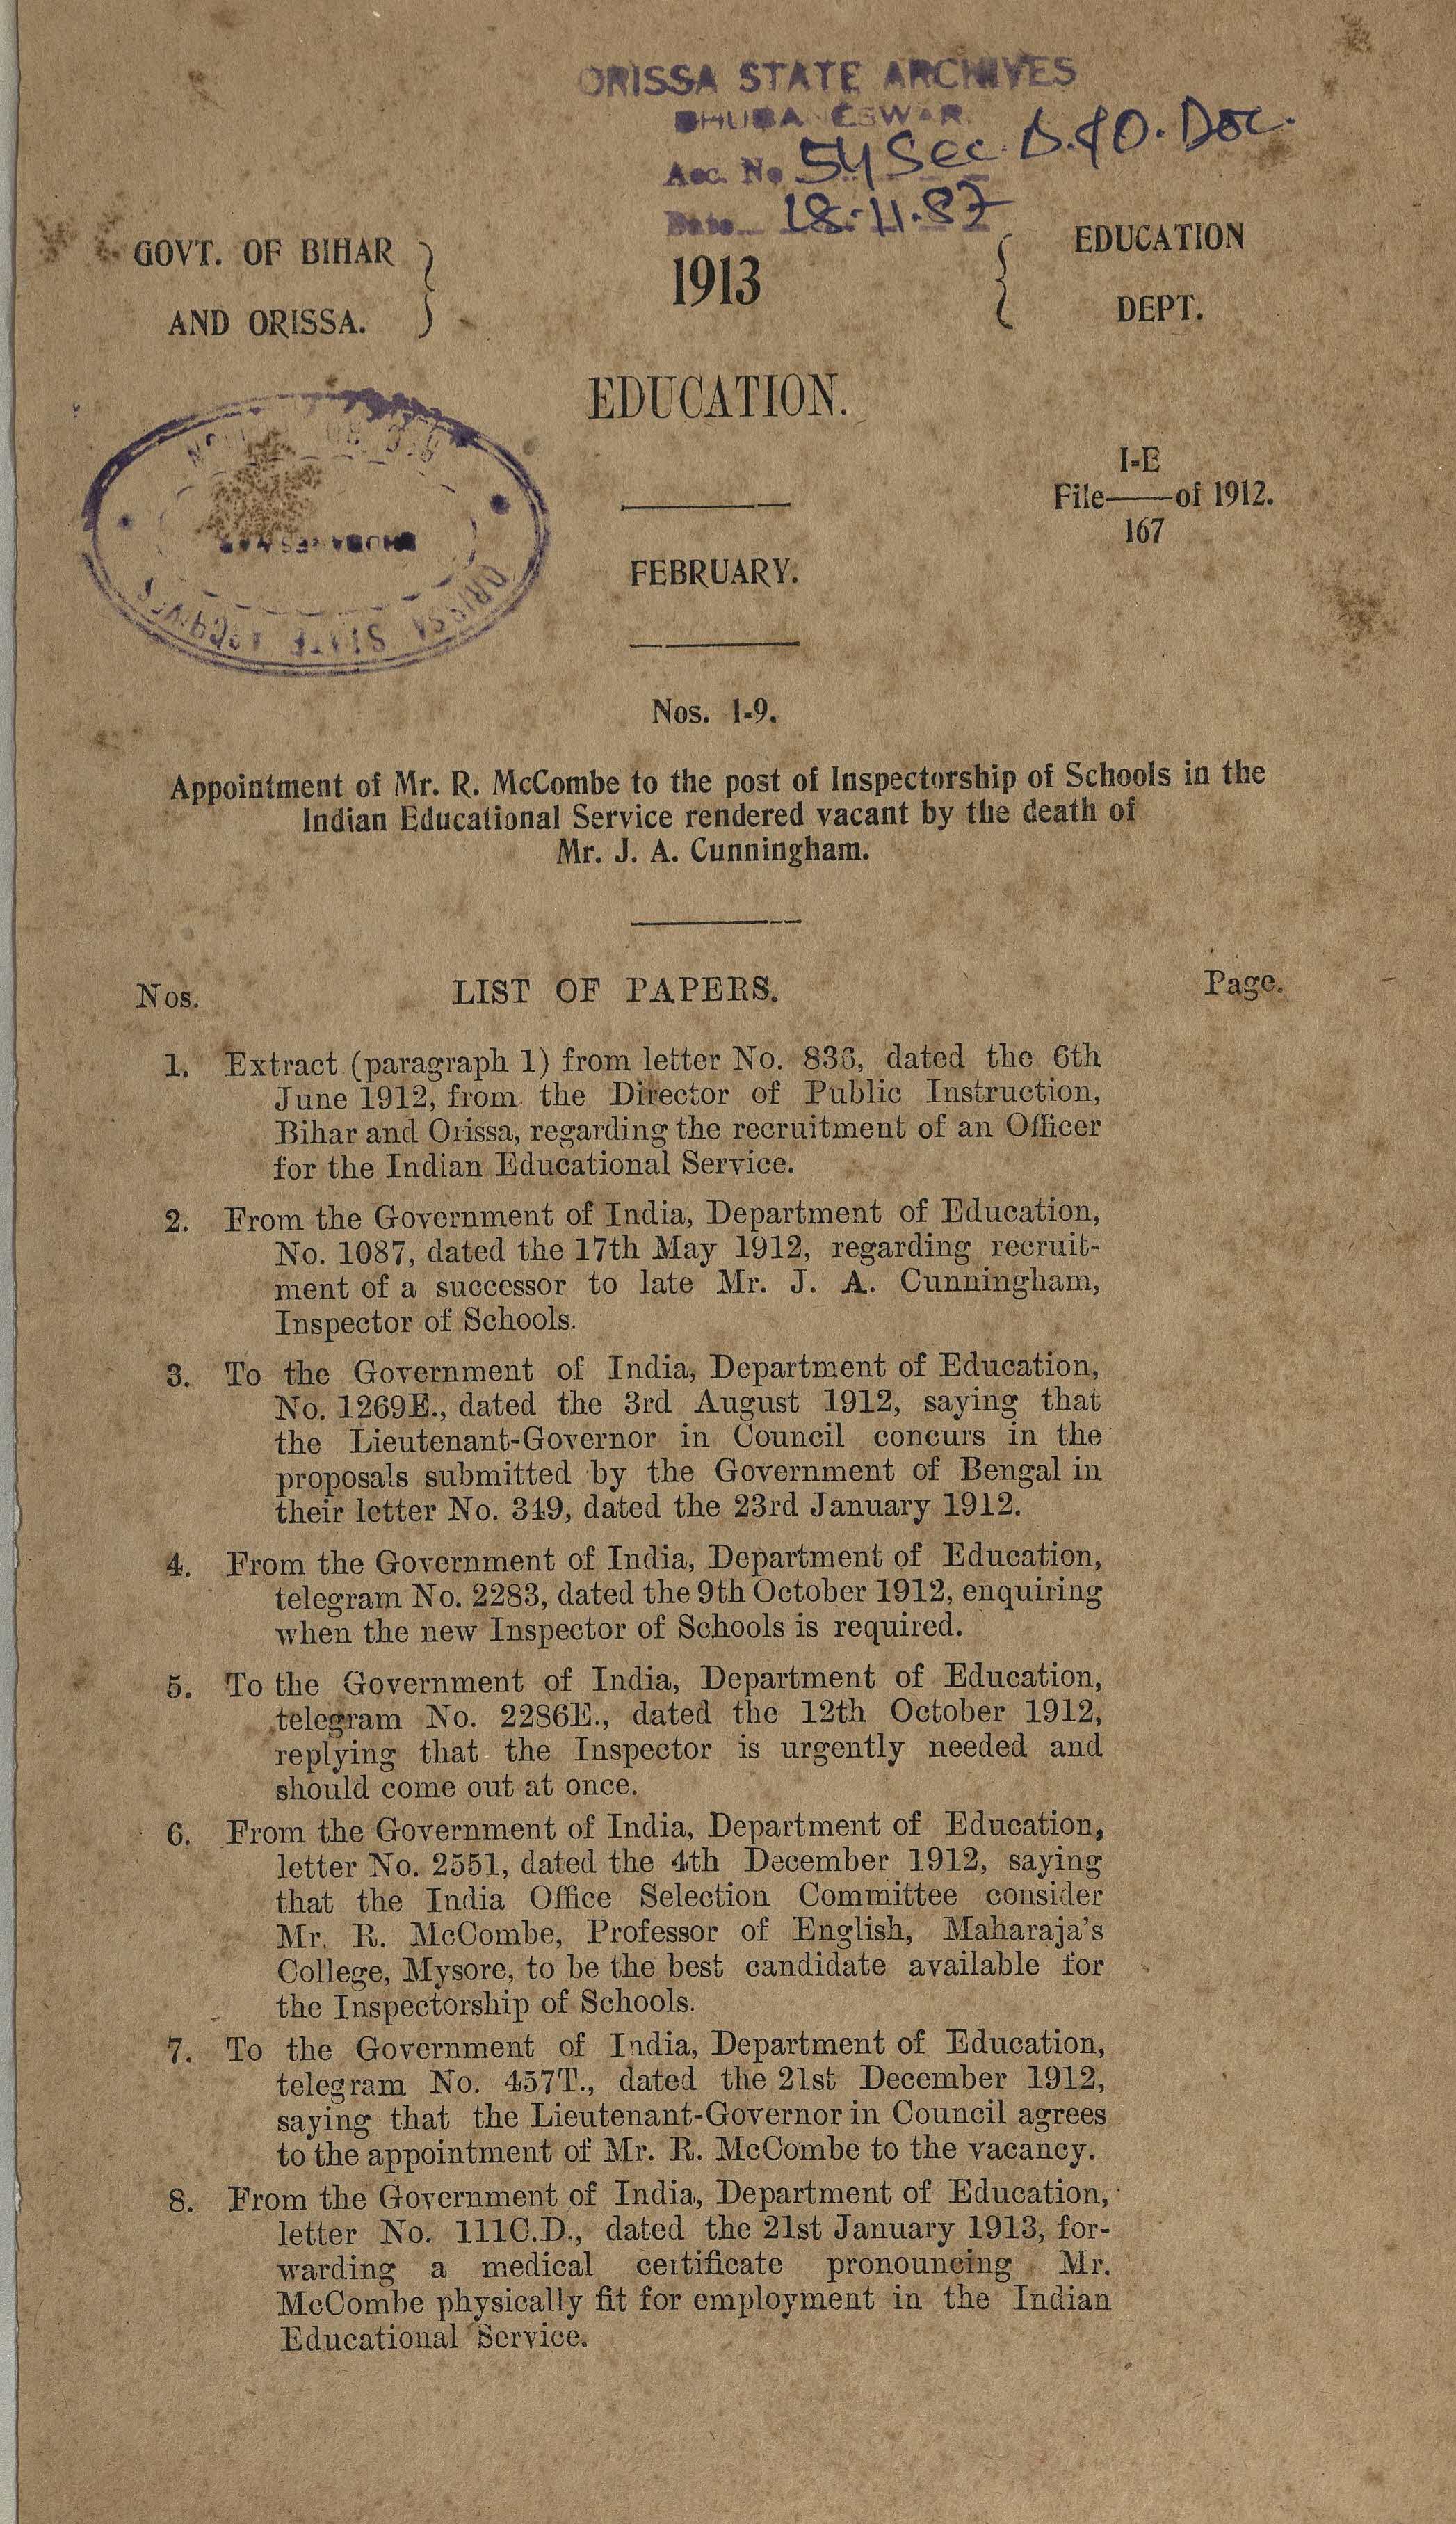 ORISSA STATE ARCHIVES
BHUBANESWAR
Acc. No 54 Sec. B.&O. Doc.
Date 18.11.87
GOVT. OF BIHAR
AND ORISSA.
1913
EDUCATION
DEPT.
EDUCATION.
I-E
File——of 1912.
167
BHUBANESWAR
ORISSA STATE ARCHIVES
FEBRUARY.
Nos. 1-9.
Appointment of Mr. R. McCombe to the post of Inspectorship of Schools in the
Indian Educational Service rendered vacant by the death of
Mr. J. A. Cunningham.
Nos. LIST OF PAPERS. Page.
1. Extract (paragraph 1) from letter No. 836, dated the 6th
June 1912, from the Director of Public Instruction,
Bihar and Orissa, regarding the recruitment of an Officer
for the Indian Educational Service.
2. From the Government of India, Department of Education,
No. 1087, dated the 17th May 1912, regarding recruit-
ment of a successor to late Mr. J. A. Cunningham,
Inspector of Schools.
3. To the Government of India, Department of Education,
No. 1269E., dated the 3rd August 1912, saying that
the Lieutenant-Governor in Council concurs in the
proposals submitted by the Government of Bengal in
their letter No. 349, dated the 23rd January 1912.
4. From the Government of India, Department of Education,
telegram No. 2283, dated the 9th October 1912, enquiring
when the new Inspector of Schools is required.
5. To the Government of India, Department of Education,
telegram No. 2286E., dated the 12th October 1912,
replying that the Inspector is urgently needed and
should come out at once.
6. From the Government of India, Department of Education,
letter No. 2551, dated the 4th December 1912, saying
that the India Office Selection Committee consider
Mr. R. McCombe, Professor of English, Maharaja's
College, Mysore, to be the best candidate available for
the Inspectorship of Schools.
7. To the Government of India, Department of Education,
telegram No. 457T., dated the 21st December 1912,
saying that the Lieutenant-Governor in Council agrees
to the appointment of Mr. R. McCombe to the vacancy.
8. From the Government of India, Department of Education,
letter No. 111C.D., dated the 21st January 1913, for-
warding a medical certificate pronouncing Mr.
McCombe physically fit for employment in the Indian
Educational Service.